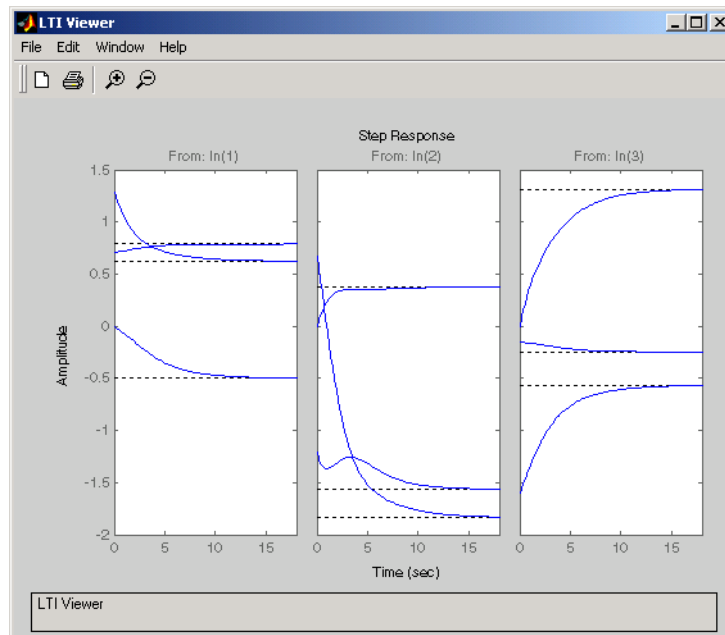 LTI Viewer
File Edit Window Help
Step Response
From: In(1) From: In(2) From: In(3)
1.5
1
0.5
0
-0.5
-1
-1.5
-2
Amplitude
0 5 10 15 0 5 10 15 0 5 10 15
Time (sec)
LTI Viewer